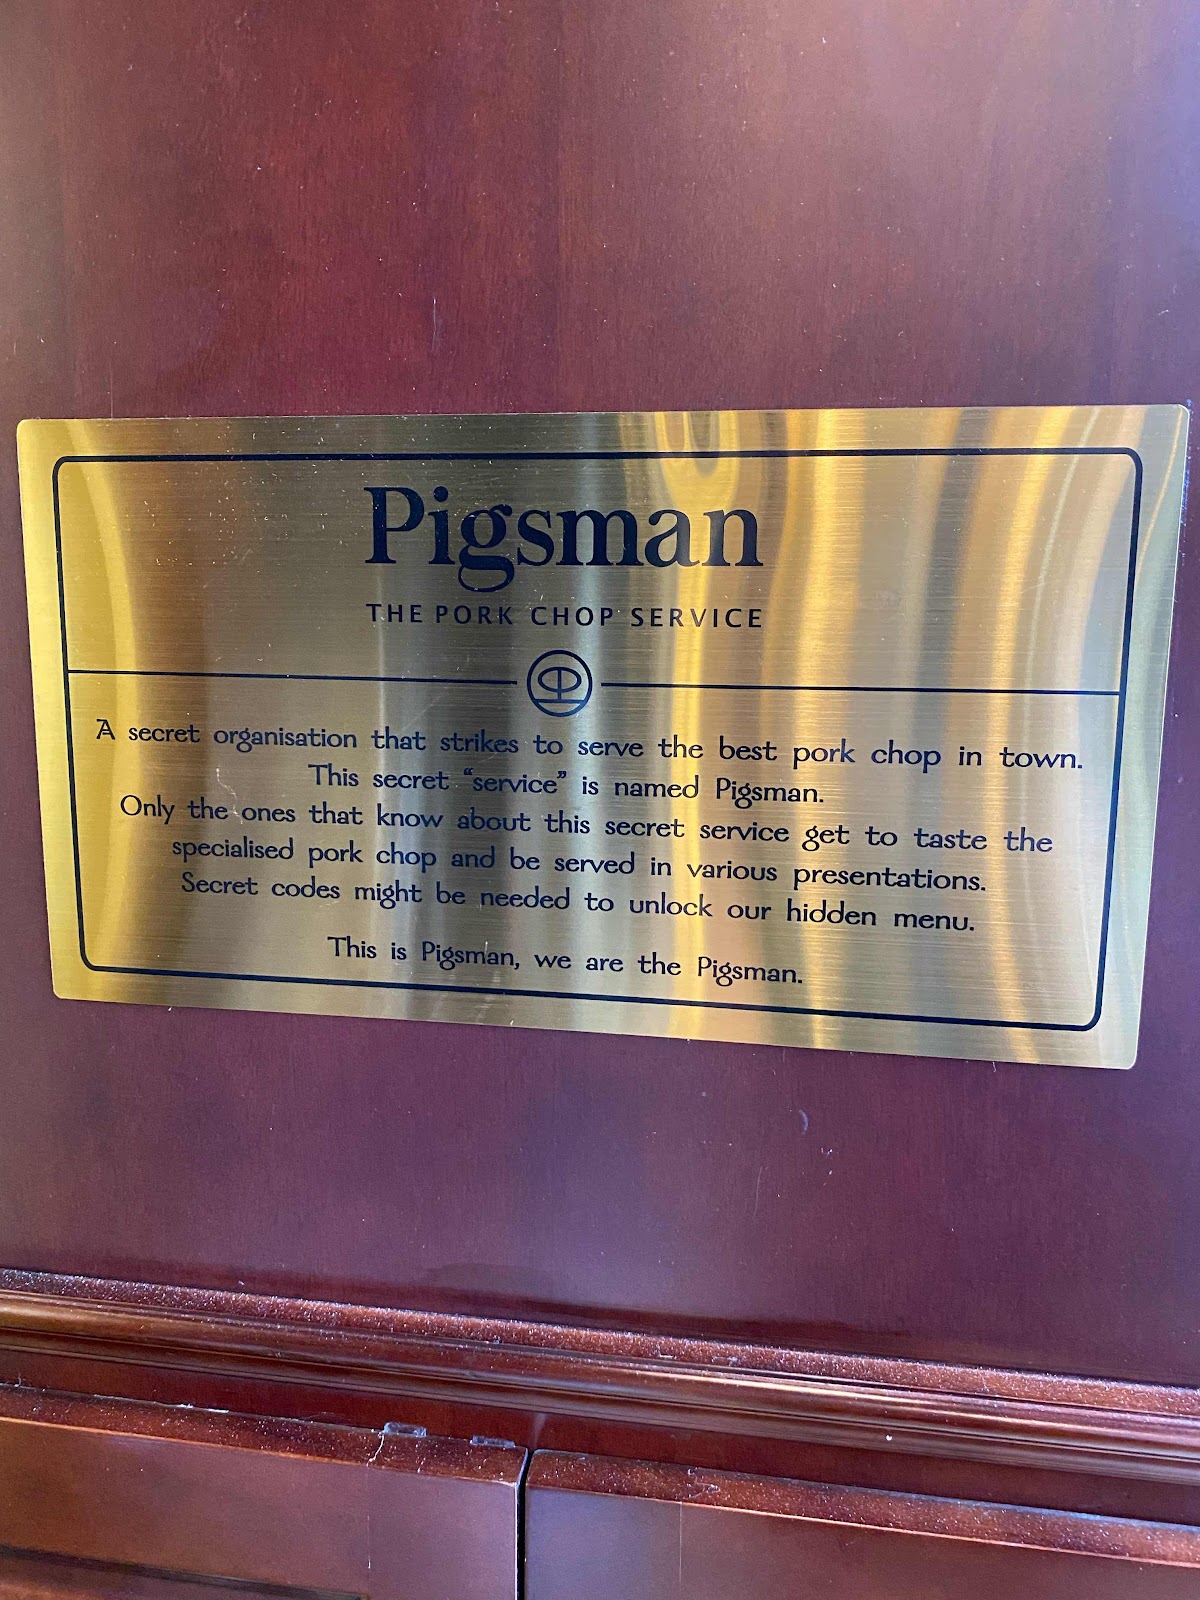 Pigsman
THE PORK CHOP SERVICE
A secret organisation that strikes to serve the best pork chop in town.
This secret “service” is named Pigsman.
Only the ones that know about this secret service get to taste the
specialised pork chop and be served in various presentations.
Secret codes might be needed to unlock our hidden menu.
This is Pigsman, we are the Pigsman.